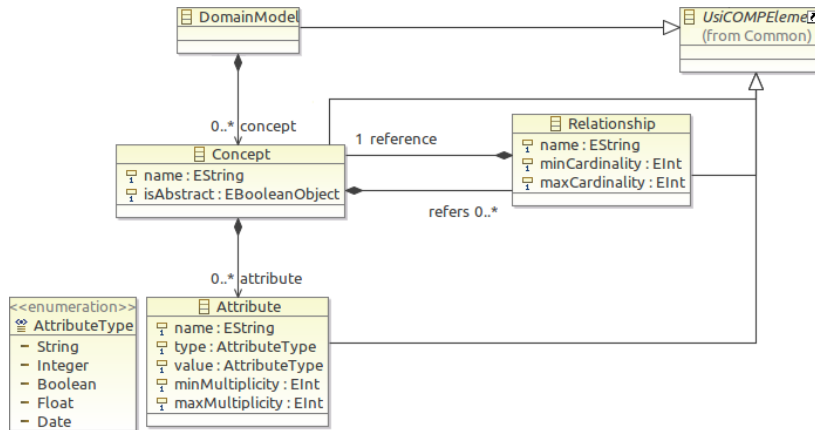 DomainModel
UsiCOMPEleme
(from Common)
0..* concept
1 reference
Relationship
name : EString
minCardinality : EInt
maxCardinality : EInt
Concept
name : EString
isAbstract : EBooleanObject
refers 0..*
0..* attribute
<<enumeration>>
AttributeType
String
Integer
Boolean
Float
Date
Attribute
name : EString
type : AttributeType
value : AttributeType
minMultiplicity : EInt
maxMultiplicity : EInt